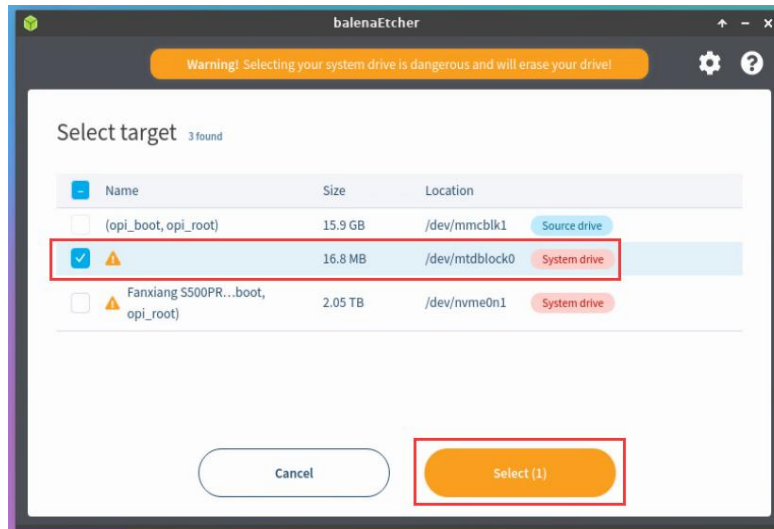 balenaEtcher
Warning! Selecting your system drive is dangerous and will erase your drive!
Select target 3 found
Name Size Location
(opi_boot, opi_root) 15.9 GB /dev/mmcblk1 Source drive
16.8 MB /dev/mtdblock0 System drive
Fanxiang S500PR...boot,
opi_root) 2.05 TB /dev/nvme0n1 System drive
Cancel Select (1)